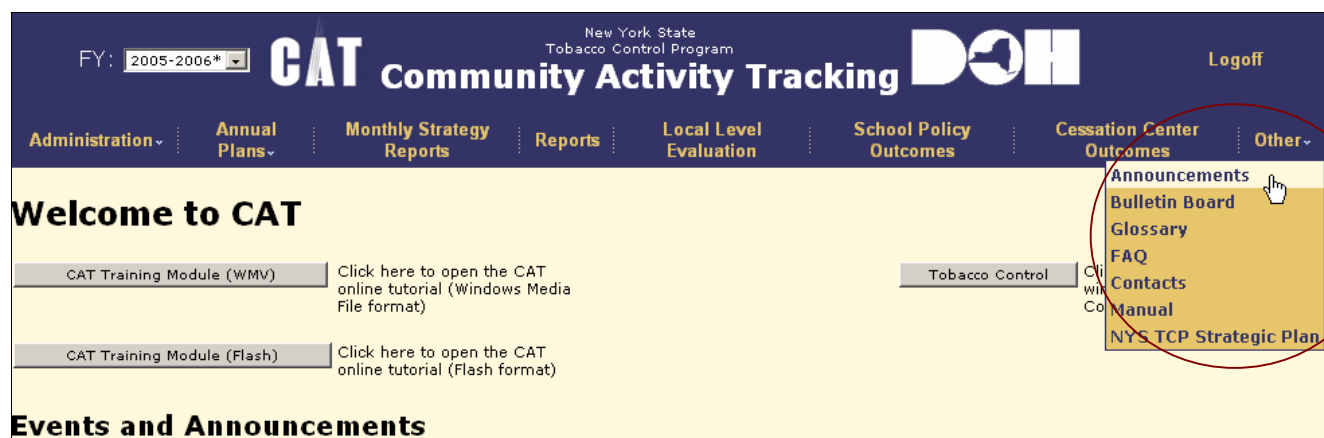 New York State
Tobacco Control Program
FY: 2005-2006* CAT Community Activity Tracking DOH Logoff
Administration Annual Plans Monthly Strategy Reports Reports Local Level Evaluation School Policy Outcomes Cessation Center Outcomes Other
Announcements
Bulletin Board
Glossary
FAQ
Contacts
Manual
NYS TCP Strategic Plan
Welcome to CAT
CAT Training Module (WMV)
Click here to open the CAT
online tutorial (Windows Media
File format)
Tobacco Control
CAT Training Module (Flash)
Click here to open the CAT
online tutorial (Flash format)
Events and Announcements